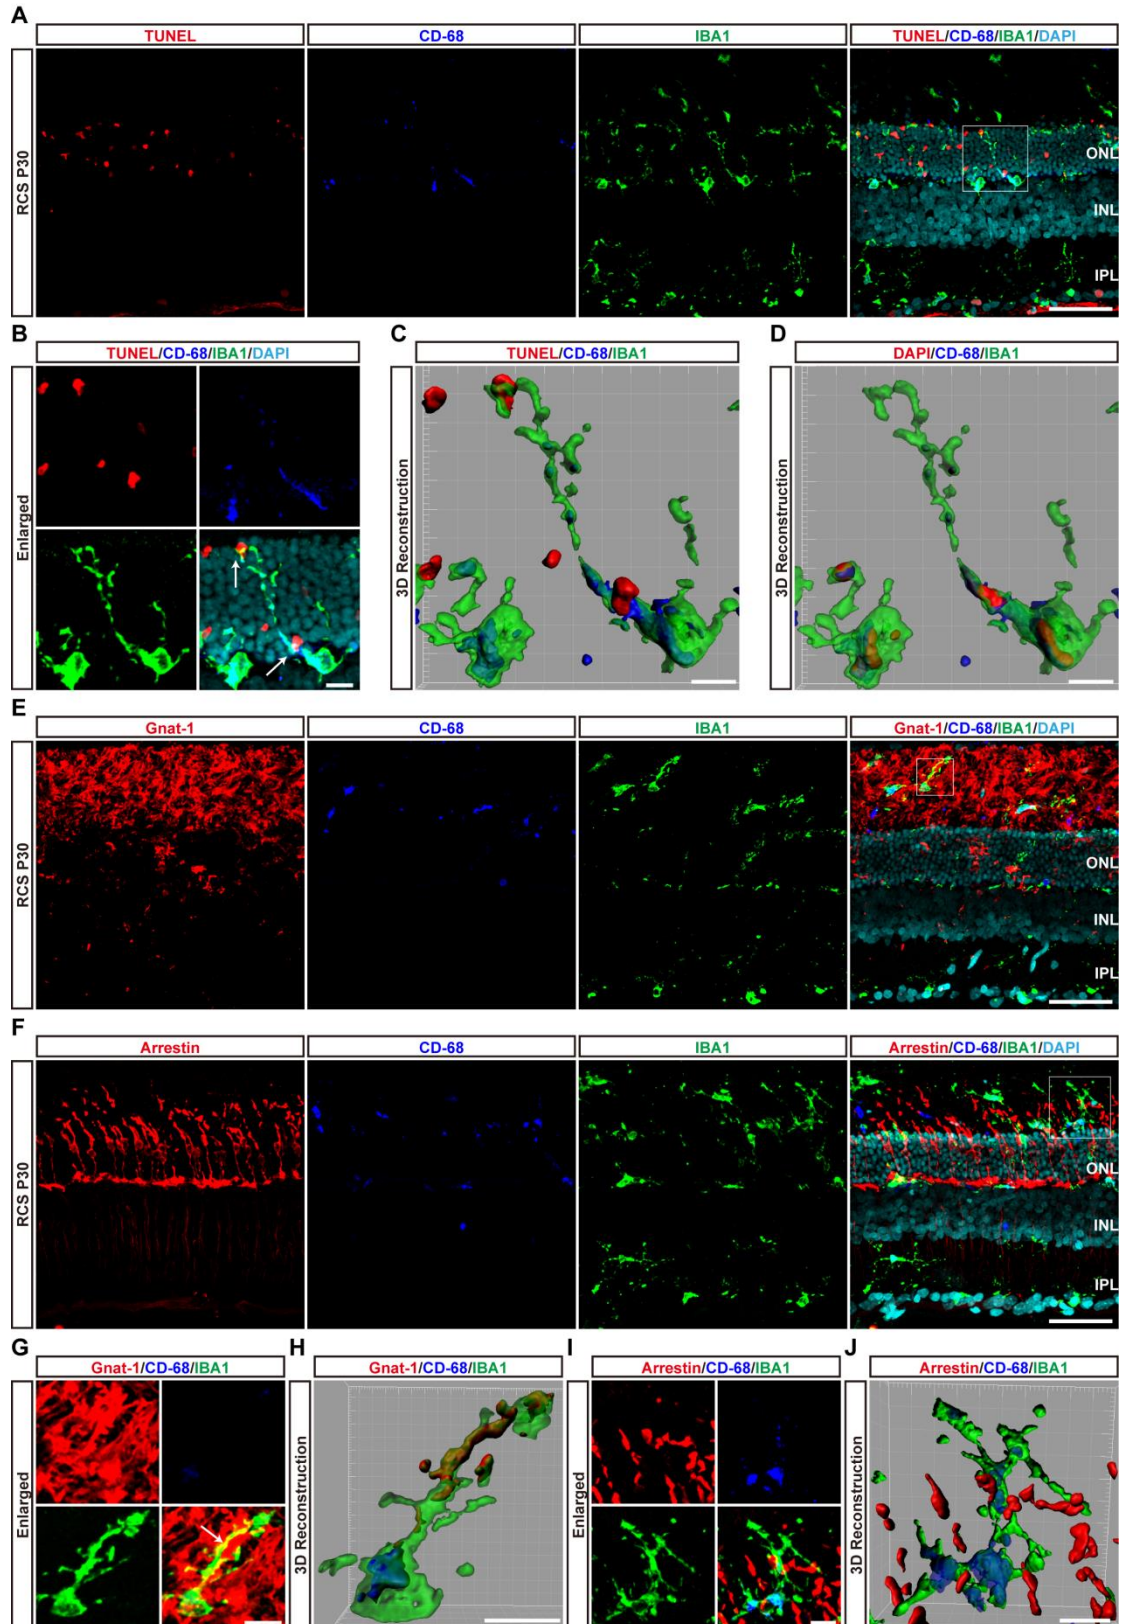 A
TUNEL
CD-68
IBA1
TUNEL/CD-68/IBA1/DAPI
RCS P30
ONL
INL
IPL
B
TUNEL/CD-68/IBA1/DAPI
Enlarged
C
TUNEL/CD-68/IBA1
3D Reconstruction
D
DAPI/CD-68/IBA1
3D Reconstruction
E
Gnat-1
CD-68
IBA1
Gnat-1/CD-68/IBA1/DAPI
RCS P30
ONL
INL
IPL
F
Arrestin
CD-68
IBA1
Arrestin/CD-68/IBA1/DAPI
RCS P30
ONL
INL
IPL
G
Gnat-1/CD-68/IBA1
Enlarged
H
Gnat-1/CD-68/IBA1
3D Reconstruction
I
Arrestin/CD-68/IBA1
Enlarged
J
Arrestin/CD-68/IBA1
3D Reconstruction